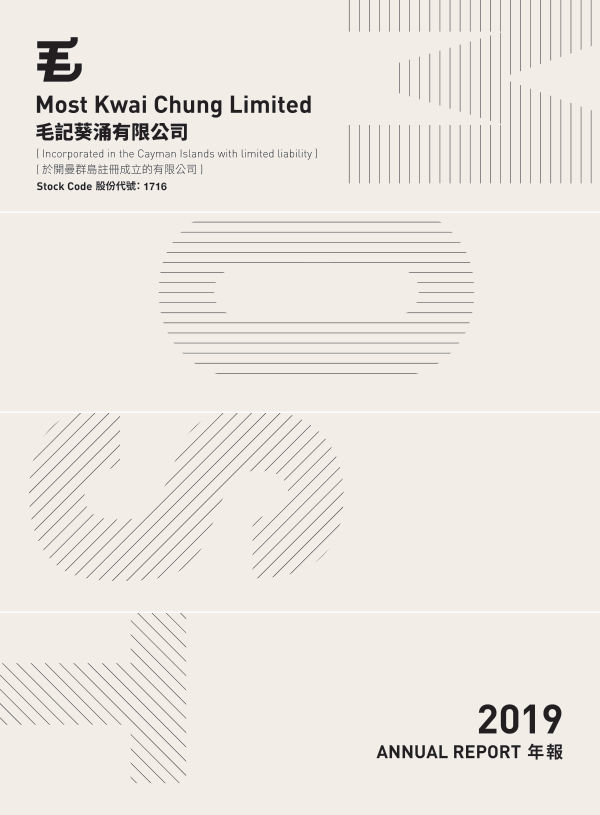 毛
Most Kwai Chung Limited
毛記葵涌有限公司
( Incorporated in the Cayman Islands with limited liability )
( 於開曼群島註冊成立的有限公司 )
Stock Code 股份代號: 1716
M
O
S
T
2019
ANNUAL REPORT 年報